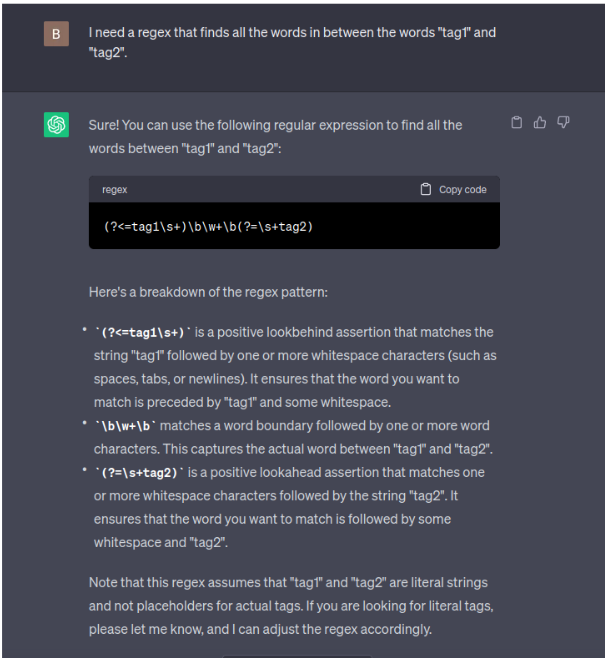 B
I need a regex that finds all the words in between the words "tag1" and
"tag2".
Sure! You can use the following regular expression to find all the
words between "tag1" and "tag2":
regex Copy code
(?<=tag1\s+)\b\w+\b(?=\s+tag2)
Here's a breakdown of the regex pattern:
• `(?<=tag1\s+)` is a positive lookbehind assertion that matches the
string "tag1" followed by one or more whitespace characters (such as
spaces, tabs, or newlines). It ensures that the word you want to
match is preceded by "tag1" and some whitespace.
• `\b\w+\b` matches a word boundary followed by one or more word
characters. This captures the actual word between "tag1" and "tag2".
• `(?=\s+tag2)` is a positive lookahead assertion that matches one
or more whitespace characters followed by the string "tag2". It
ensures that the word you want to match is followed by some
whitespace and "tag2".
Note that this regex assumes that "tag1" and "tag2" are literal strings
and not placeholders for actual tags. If you are looking for literal tags,
please let me know, and I can adjust the regex accordingly.